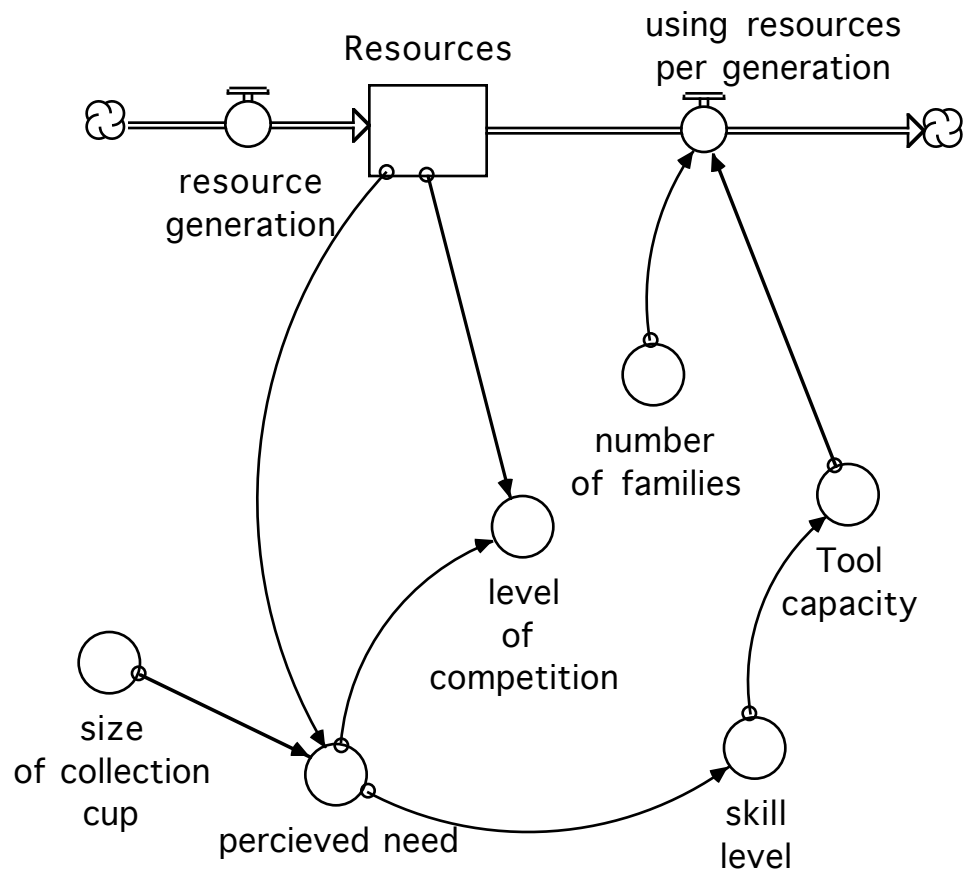 Resources
using resources
per generation
resource
generation
number
of families
Tool
capacity
level
of
competition
size
of collection
cup
percieved need
skill
level